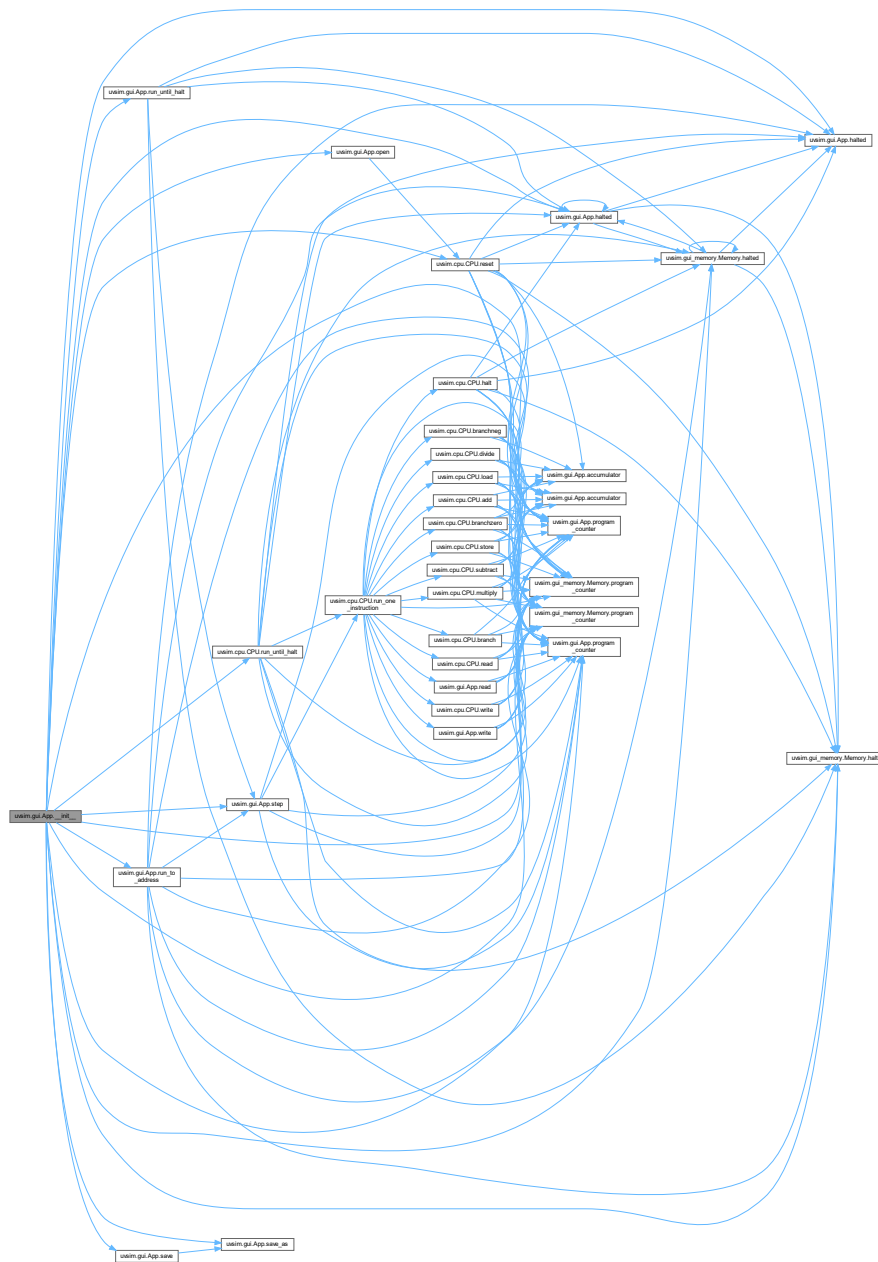 uvsim.gui.App.run_until_halt
uvsim.gui.App.halted
uvsim.gui.App.open
uvsim.gui.App.halted
uvsim.gui_memory.Memory.halted
uvsim.cpu.CPU.reset
uvsim.cpu.CPU.halt
uvsim.cpu.CPU.branchneg
uvsim.cpu.CPU.divide
uvsim.gui.App.accumulator
uvsim.cpu.CPU.load
uvsim.gui.App.accumulator
uvsim.cpu.CPU.add
uvsim.cpu.CPU.branchzero
uvsim.gui.App.program
_counter
uvsim.cpu.CPU.store
uvsim.cpu.CPU.subtract
uvsim.gui_memory.Memory.program
_counter
uvsim.cpu.CPU.multiply
uvsim.cpu.CPU.run_one
_instruction
uvsim.gui_memory.Memory.program
_counter
uvsim.cpu.CPU.branch
uvsim.gui.App.program
_counter
uvsim.cpu.CPU.run_until_halt
uvsim.cpu.CPU.read
uvsim.gui.App.read
uvsim.cpu.CPU.write
uvsim.gui.App.write
uvsim.gui_memory.Memory.halt
uvsim.gui.App.step
uvsim.gui.App.__init__
uvsim.gui.App.run_to
_address
uvsim.gui.App.save_as
uvsim.gui.App.save